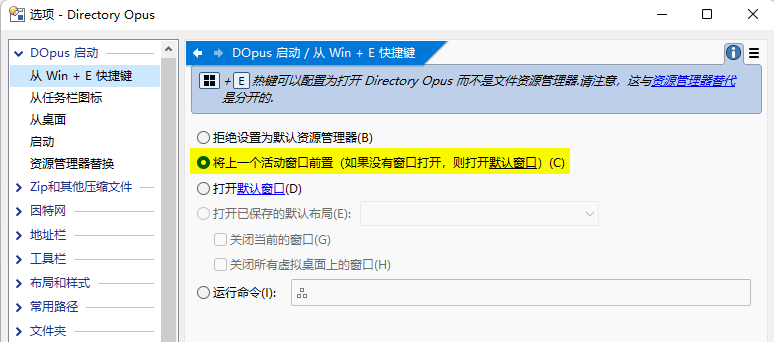 选项 - Directory Opus
DOpus 启动
从 Win + E 快捷键
从任务栏图标
从桌面
启动
资源管理器替换
Zip和其他压缩文件
因特网
地址栏
工具栏
布局和样式
常用路径
文件夹
DOpus 启动 / 从 Win + E 快捷键
+ E 热键可以配置为打开 Directory Opus 而不是文件资源管理器.请注意，这与资源管理器替代
是分开的.
拒绝设置为默认资源管理器(B)
将上一个活动窗口前置（如果没有窗口打开，则打开默认窗口）(C)
打开默认窗口(D)
打开已保存的默认布局(E):
关闭当前的窗口(G)
关闭所有虚拟桌面上的窗口(H)
运行命令(I):